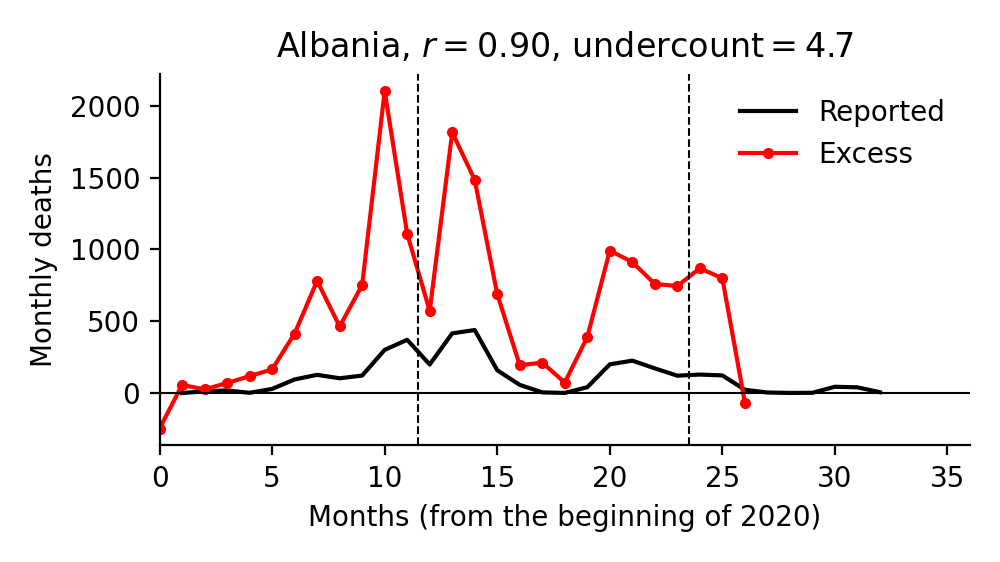 Albania, r = 0.90, undercount = 4.7
Monthly deaths
2000
1500
1000
500
0
Reported
Excess
0 5 10 15 20 25 30 35
Months (from the beginning of 2020)